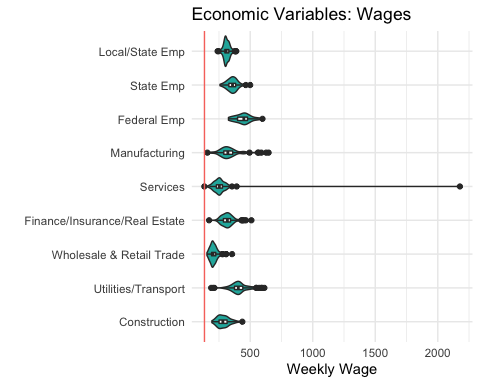 Economic Variables: Wages
Local/State Emp
State Emp
Federal Emp
Manufacturing
Services
Finance/Insurance/Real Estate
Wholesale & Retail Trade
Utilities/Transport
Construction
500 1000 1500 2000
Weekly Wage